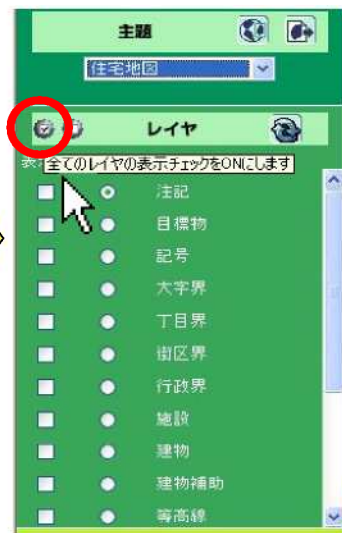 主題
住宅地図
レイヤ
表示
全てのレイヤの表示チェックをONにします
注記
目標物
記号
大字界
丁目界
街区界
行政界
施設
建物
建物補助
等高線